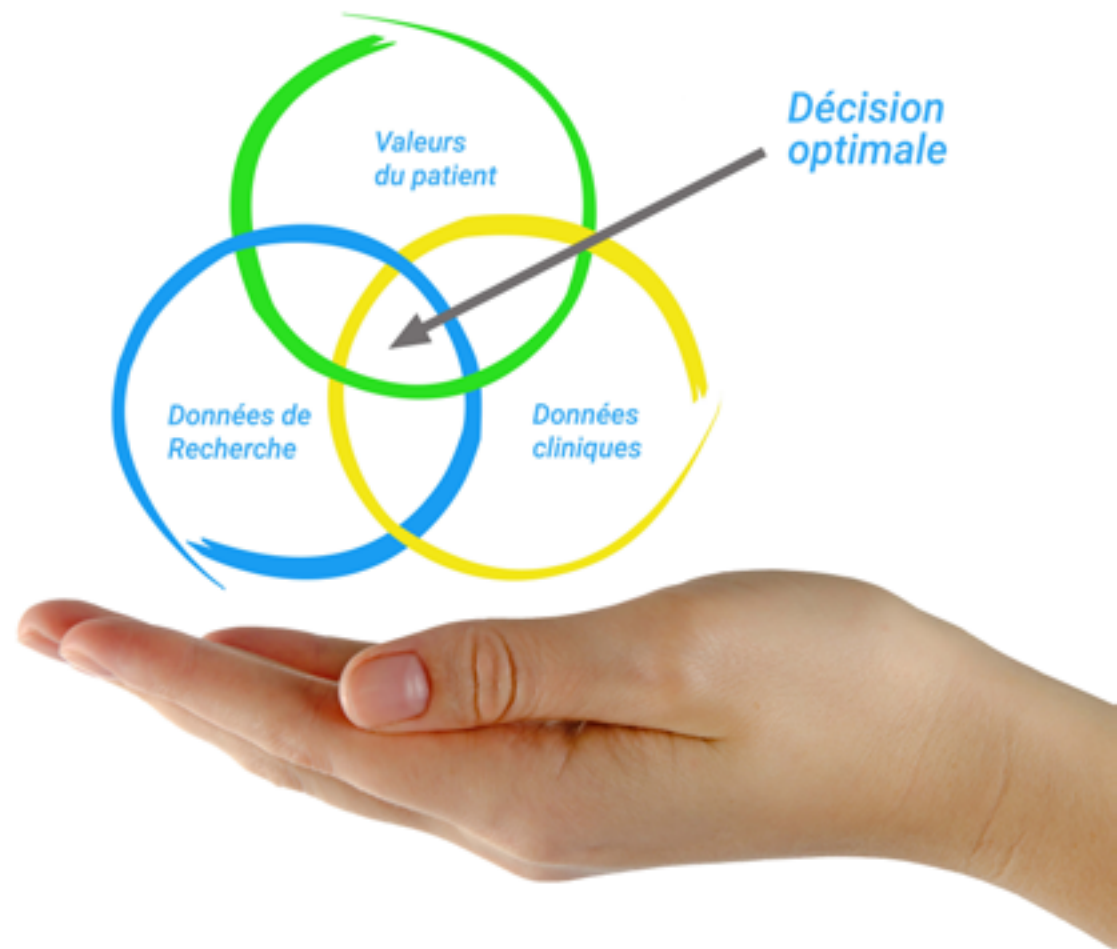 Décision
optimale
Valeurs
du patient
Données de
Recherche
Données
cliniques